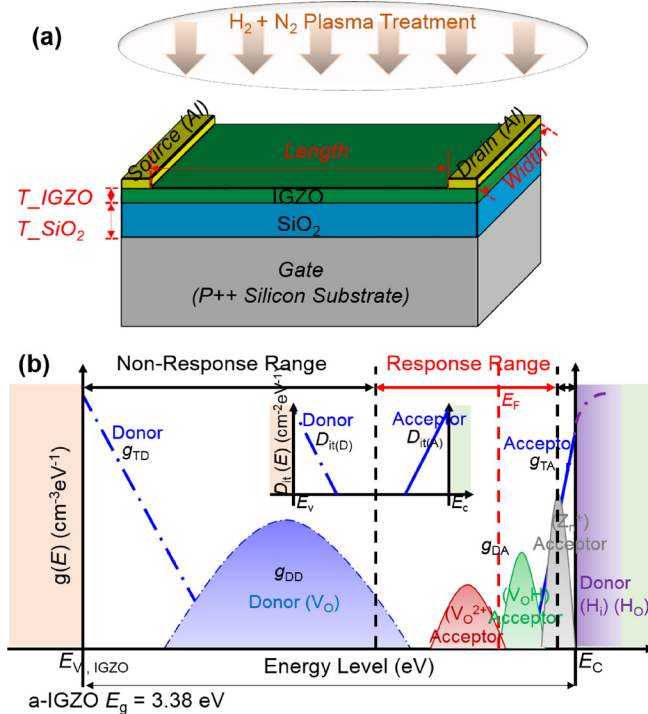 (a)
H2 + N2 Plasma Treatment
Source (Al)
Drain (Al)
Length
Width
T_IGZO
IGZO
T_SiO2
SiO2
Gate
(P++ Silicon Substrate)
(b)
Non-Response Range
Response Range
EF
g(E) (cm-3eV-1)
Donor
gTD
Dit(E) (cm-2eV-1)
Donor
Dit(D)
Acceptor
Dit(A)
Ev
Ec
Acceptor
gTA
gDD
Donor (VO)
gDA
(VO2+)
Acceptor
(VOH)
Acceptor
(Zn+)
Acceptor
Donor
(Hi) (HO)
EV, IGZO
Energy Level (eV)
EC
a-IGZO Eg = 3.38 eV